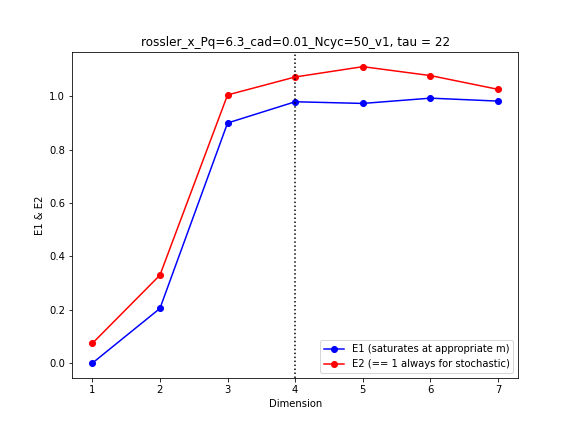 rossler_x_Pq=6.3_cad=0.01_Ncyc=50_v1, tau = 22
E1 & E2
1.0
0.8
0.6
0.4
0.2
0.0
E1 (saturates at appropriate m)
E2 (== 1 always for stochastic)
1 2 3 4 5 6 7
Dimension